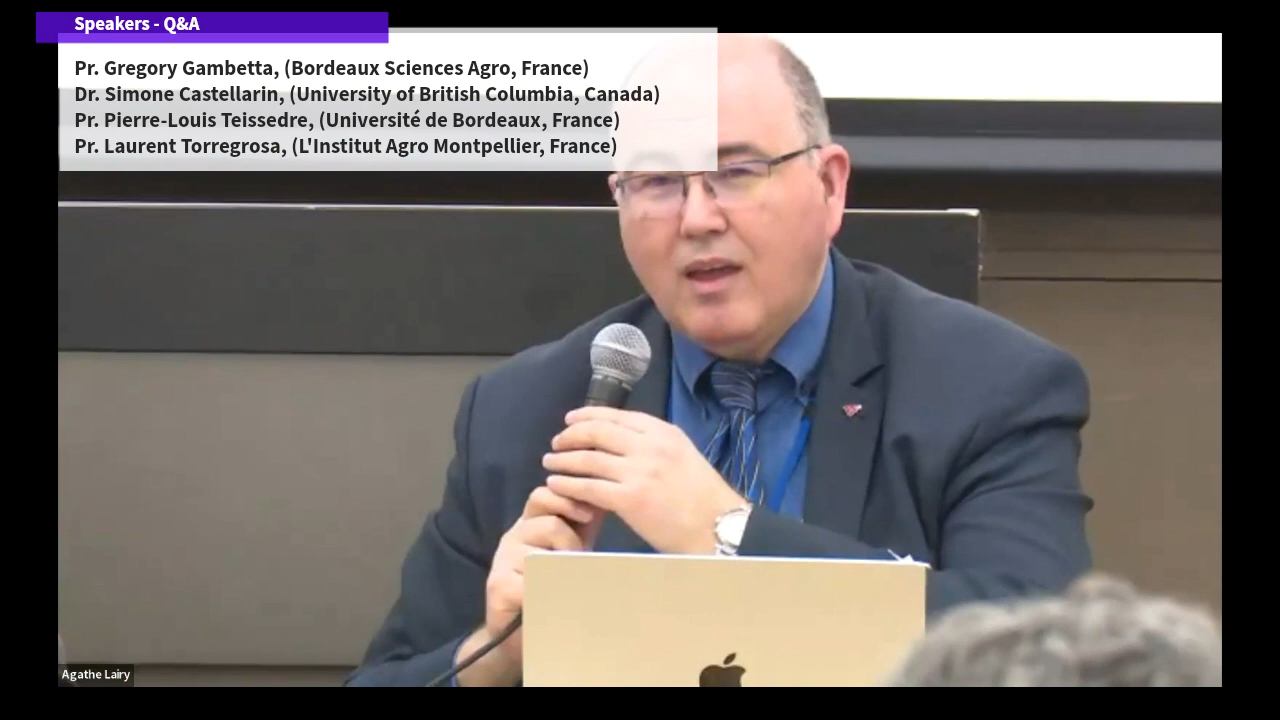 Speakers - Q&A
Pr. Gregory Gambetta, (Bordeaux Sciences Agro, France)
Dr. Simone Castellarin, (University of British Columbia, Canada)
Pr. Pierre-Louis Teissedre, (Université de Bordeaux, France)
Pr. Laurent Torregrosa, (L'Institut Agro Montpellier, France)
Agathe Lairy